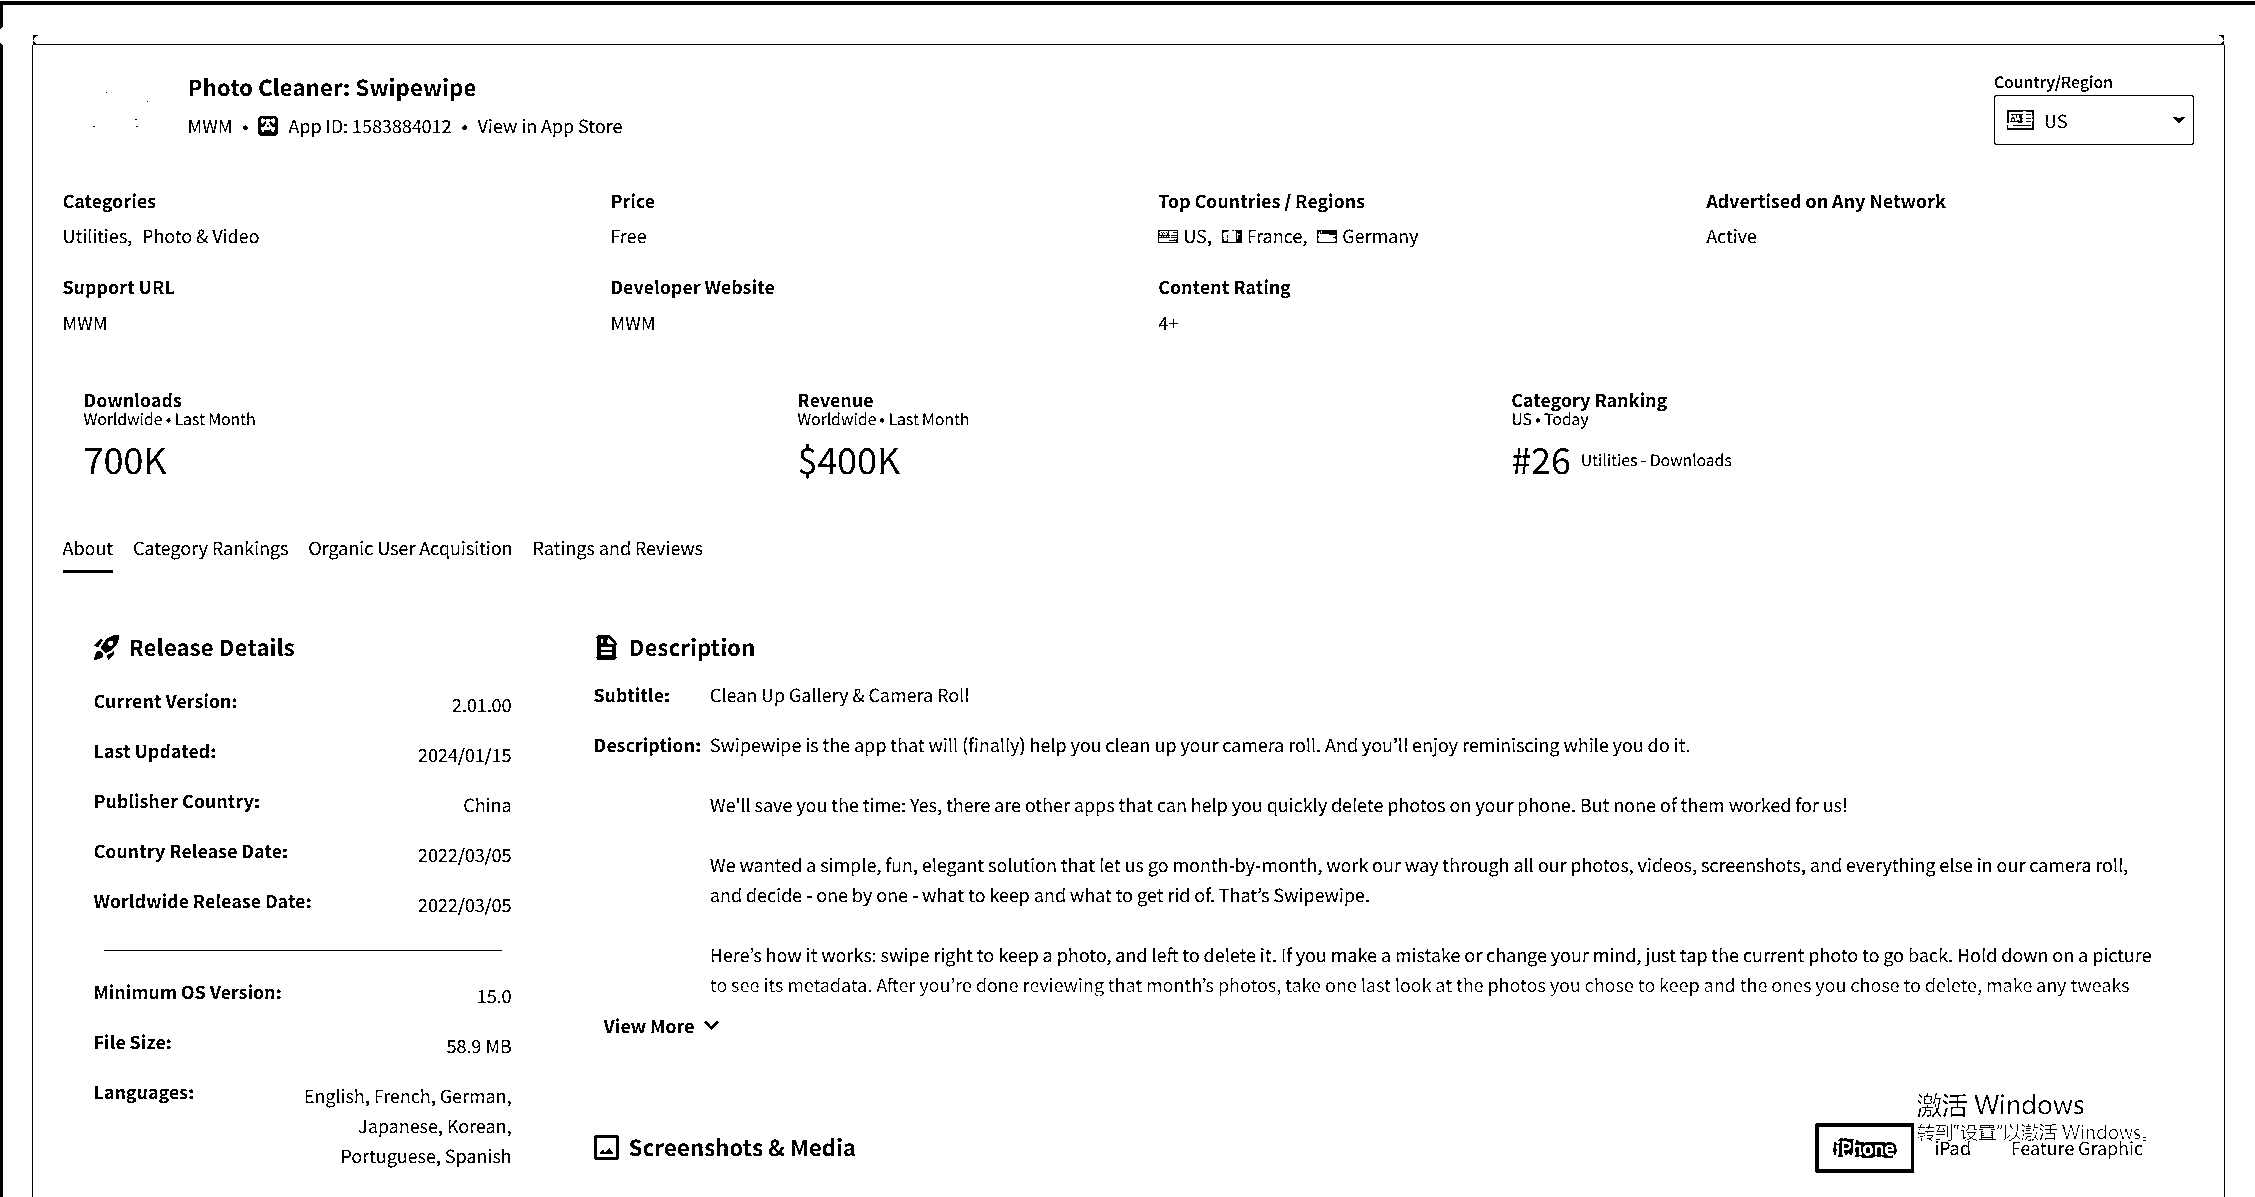 Photo Cleaner: Swipewipe
MWM • App ID: 1583884012 • View in App Store
Country/Region
US
Categories
Utilities, Photo & Video
Price
Free
Top Countries / Regions
US, France, Germany
Advertised on Any Network
Active
Support URL
MWM
Developer Website
MWM
Content Rating
4+
Downloads
Worldwide • Last Month
700K
Revenue
Worldwide • Last Month
$400K
Category Ranking
US • Today
#26 Utilities - Downloads
About Category Rankings Organic User Acquisition Ratings and Reviews
Release Details
Current Version: 2.01.00
Last Updated: 2024/01/15
Publisher Country: China
Country Release Date: 2022/03/05
Worldwide Release Date: 2022/03/05
Minimum OS Version: 15.0
File Size: 58.9 MB
Languages: English, French, German,
Japanese, Korean,
Portuguese, Spanish
Description
Subtitle: Clean Up Gallery & Camera Roll
Description: Swipewipe is the app that will (finally) help you clean up your camera roll. And you’ll enjoy reminiscing while you do it.
We'll save you the time: Yes, there are other apps that can help you quickly delete photos on your phone. But none of them worked for us!
We wanted a simple, fun, elegant solution that let us go month-by-month, work our way through all our photos, videos, screenshots, and everything else in our camera roll,
and decide - one by one - what to keep and what to get rid of. That’s Swipewipe.
Here’s how it works: swipe right to keep a photo, and left to delete it. If you make a mistake or change your mind, just tap the current photo to go back. Hold down on a picture
to see its metadata. After you’re done reviewing that month’s photos, take one last look at the photos you chose to keep and the ones you chose to delete, make any tweaks
View More
Screenshots & Media
激活 Windows
转到“设置”以激活 Windows。
iPhone iPad Feature Graphic